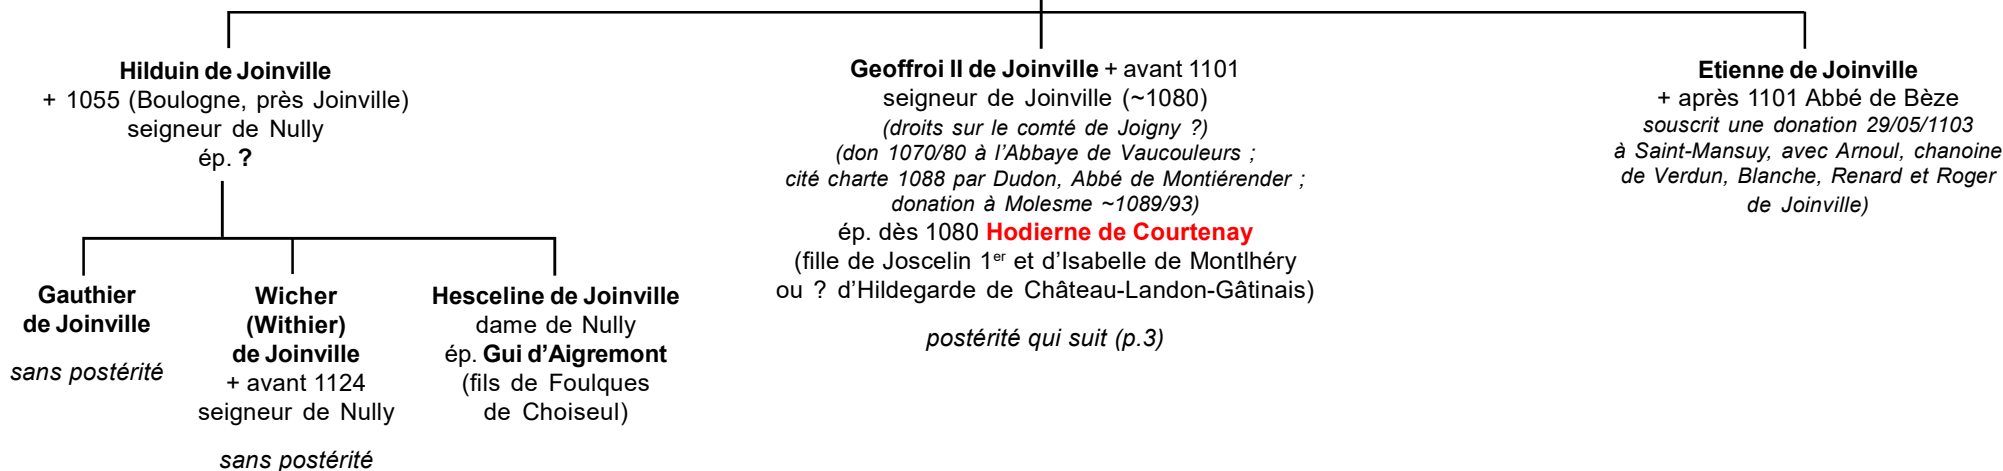 Hilduin de Joinville
+ 1055 (Boulogne, près Joinville)
seigneur de Nully
ép. ?
Gauthier
de Joinville
sans postérité
Wicher
(Withier)
de Joinville
+ avant 1124
seigneur de Nully
sans postérité
Hesceline de Joinville
dame de Nully
ép. Gui d'Aigremont
(fils de Foulques
de Choiseul)
Geoffroi II de Joinville + avant 1101
seigneur de Joinville (~1080)
(droits sur le comté de Joigny ?)
(don 1070/80 à l'Abbaye de Vaucouleurs ;
cité charte 1088 par Dudon, Abbé de Montiérender ;
donation à Molesme ~1089/93)
ép. dès 1080 Hodierne de Courtenay
(fille de Joscelin 1er et d'Isabelle de Montlhéry
ou ? d'Hildegarde de Château-Landon-Gâtinais)
postérité qui suit (p.3)
Etienne de Joinville
+ après 1101 Abbé de Bèze
souscrit une donation 29/05/1103
à Saint-Mansuy, avec Arnoul, chanoine
de Verdun, Blanche, Renard et Roger
de Joinville)